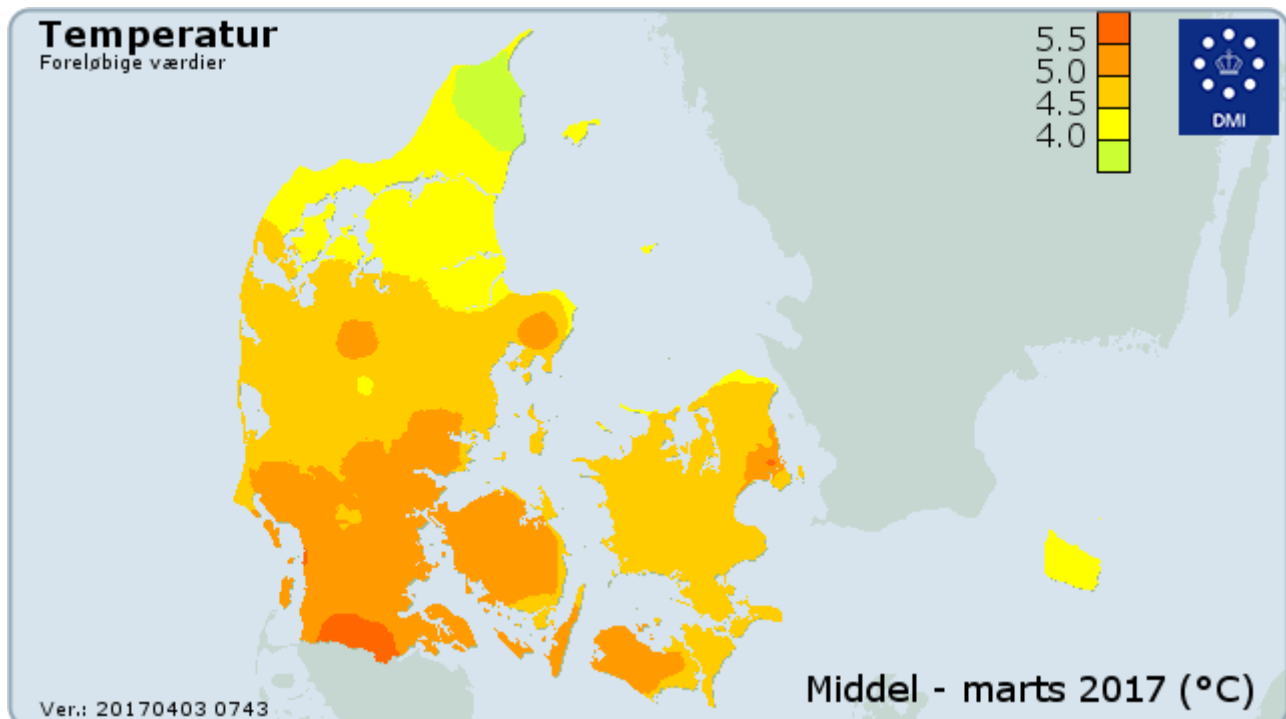 Temperatur
Foreløbige værdier
5.5
5.0
4.5
4.0
DMI
Middel - marts 2017 (°C)
Ver.: 20170403 0743